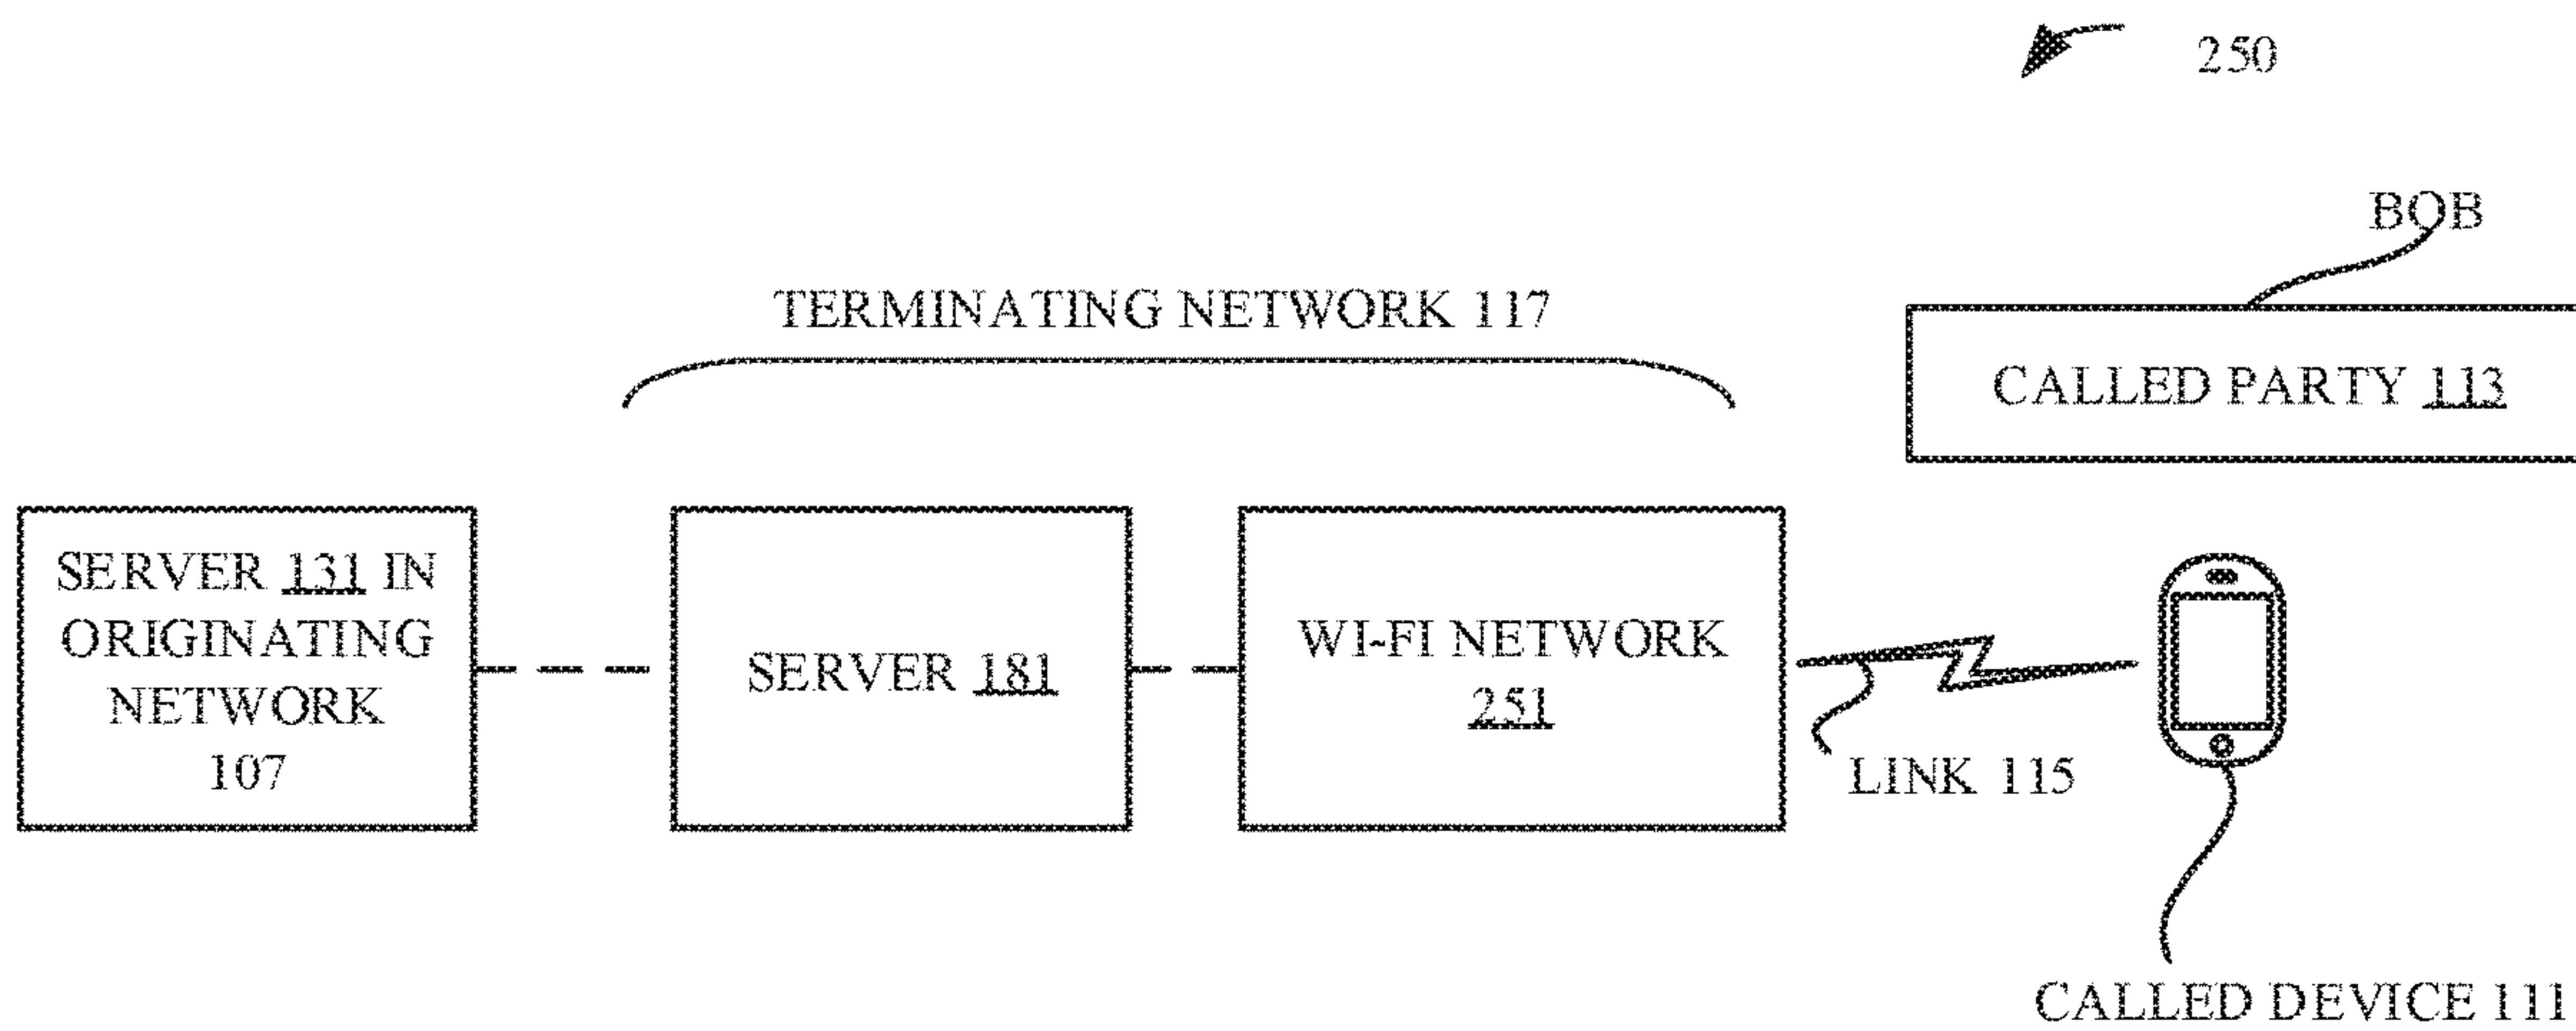 250
BOB
TERMINATING NETWORK 117
CALLED PARTY 113
SERVER 131 IN
ORIGINATING
NETWORK
107
SERVER 181
WI-FI NETWORK
251
LINK 115
CALLED DEVICE 111